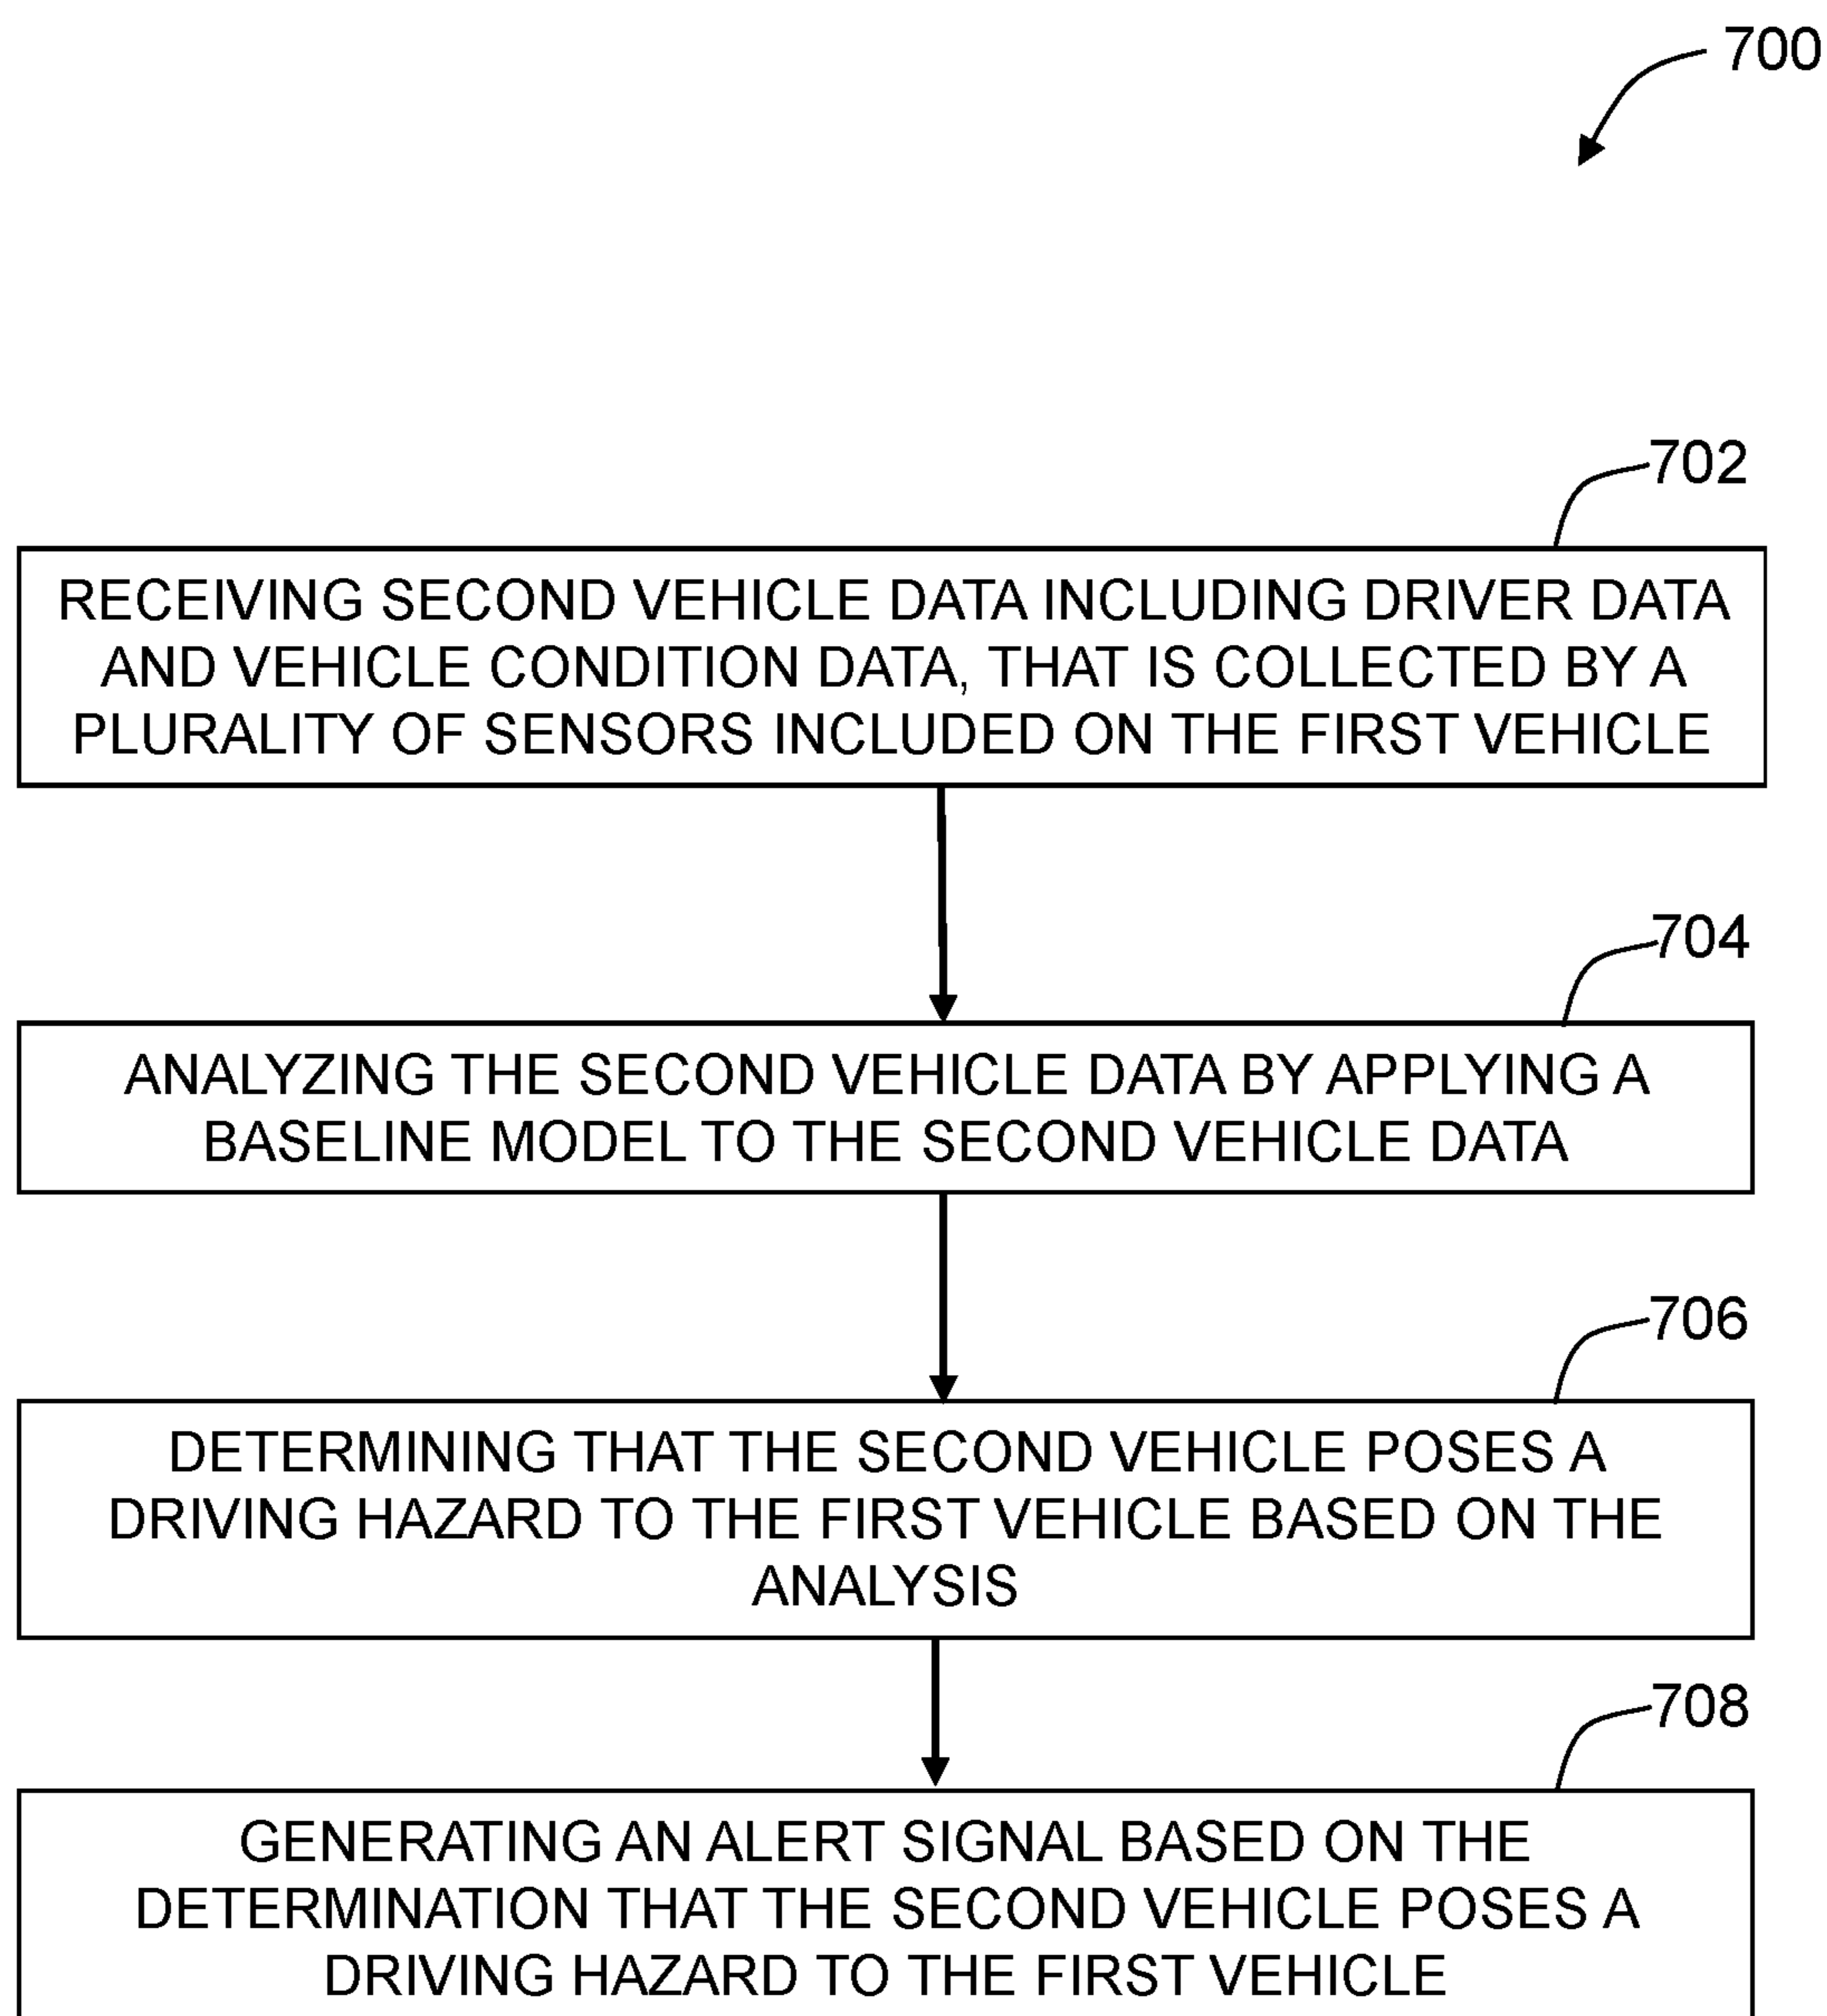 700
702
RECEIVING SECOND VEHICLE DATA INCLUDING DRIVER DATA
AND VEHICLE CONDITION DATA, THAT IS COLLECTED BY A
PLURALITY OF SENSORS INCLUDED ON THE FIRST VEHICLE
704
ANALYZING THE SECOND VEHICLE DATA BY APPLYING A
BASELINE MODEL TO THE SECOND VEHICLE DATA
706
DETERMINING THAT THE SECOND VEHICLE POSES A
DRIVING HAZARD TO THE FIRST VEHICLE BASED ON THE
ANALYSIS
708
GENERATING AN ALERT SIGNAL BASED ON THE
DETERMINATION THAT THE SECOND VEHICLE POSES A
DRIVING HAZARD TO THE FIRST VEHICLE